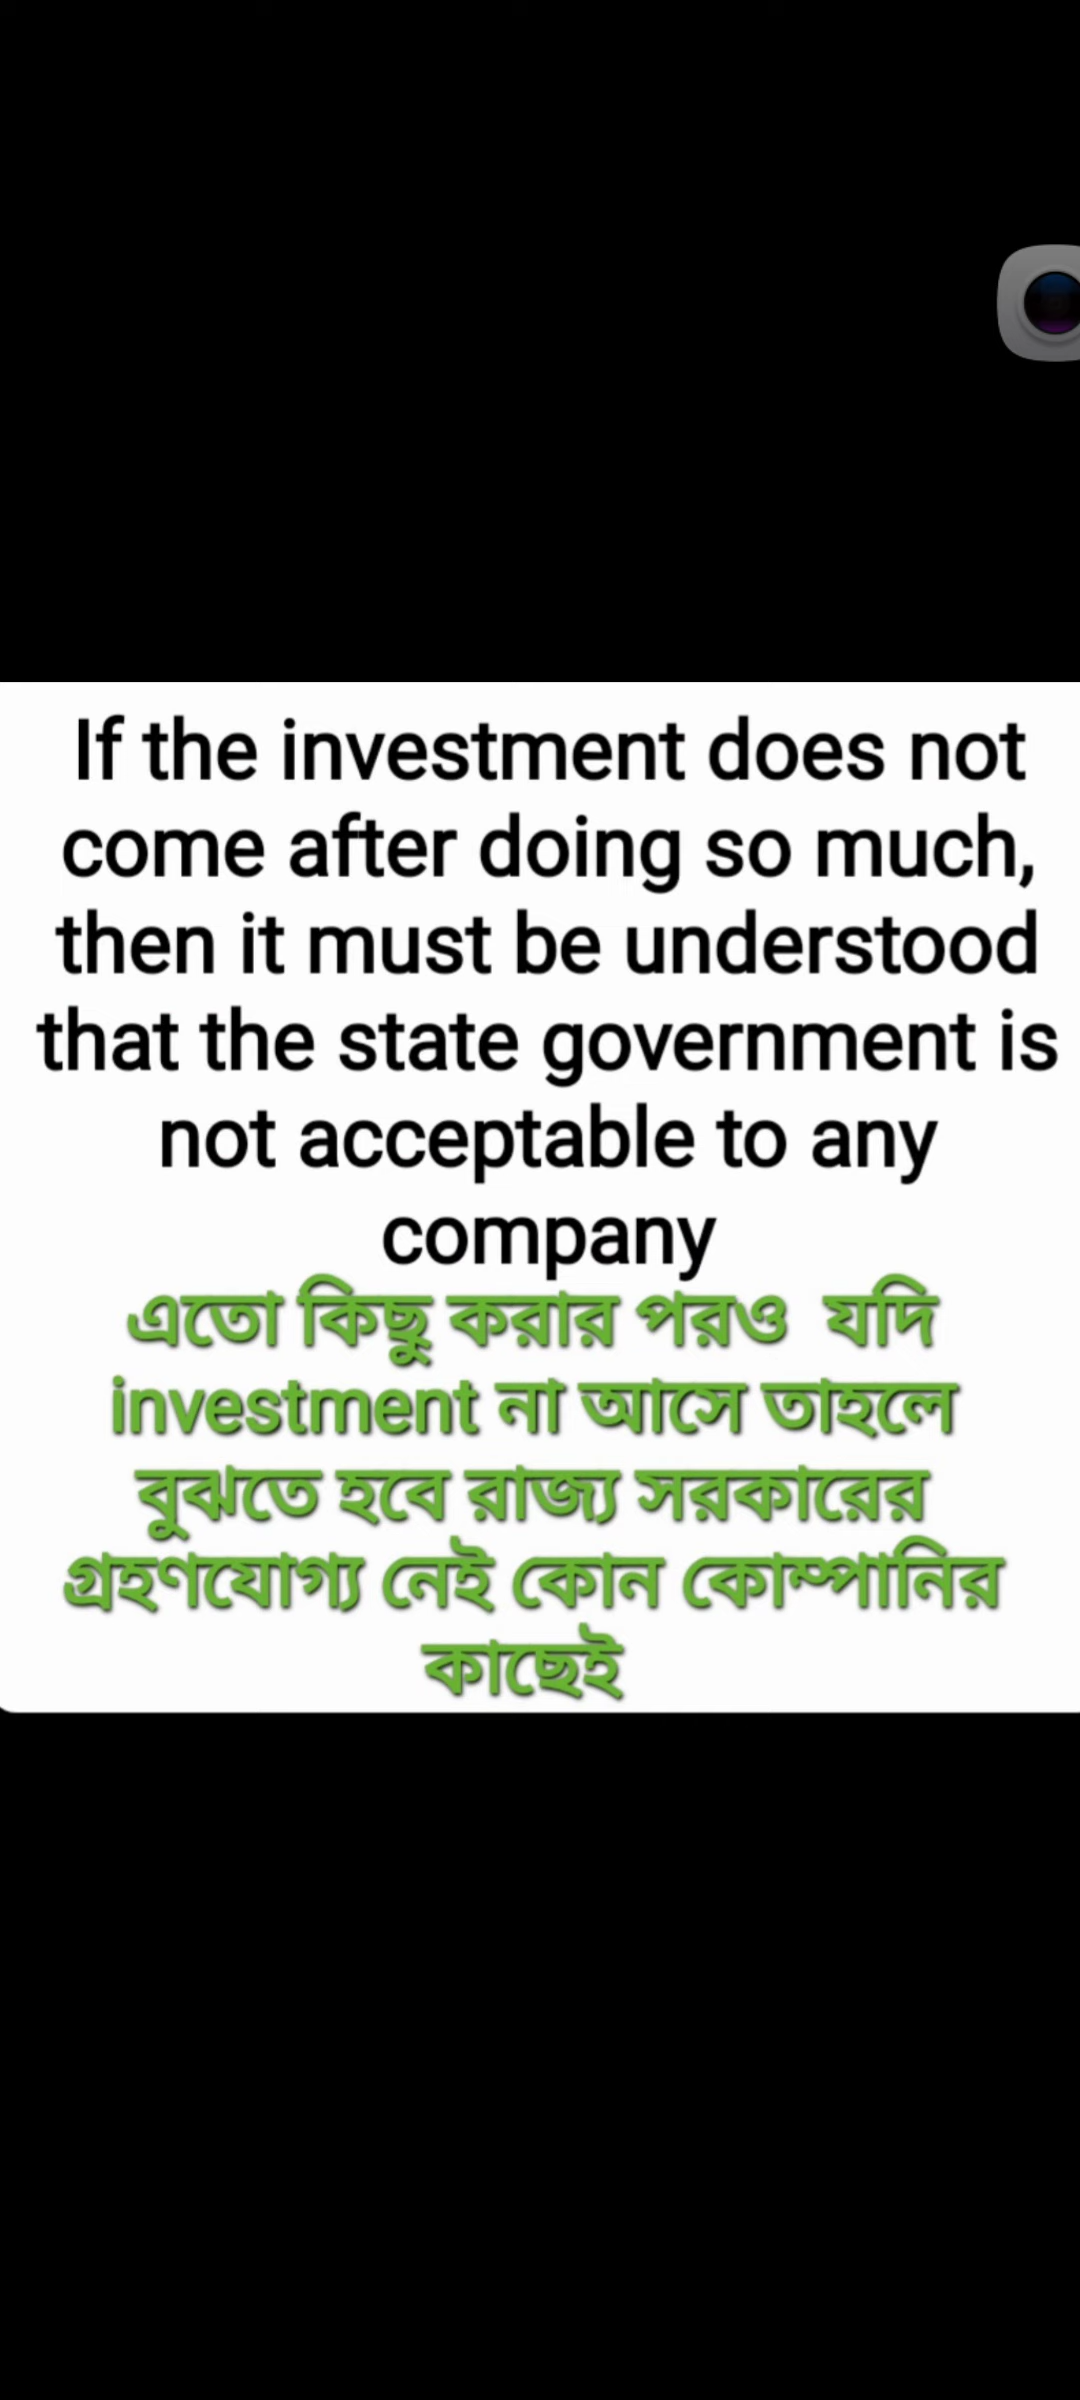 If the investment does not
come after doing so much,
then it must be understood
that the state government is
not acceptable to any
company
এতো কিছু করার পরও যদি
investment না আসে তাহলে
বুঝতে হবে রাজ্য সরকারের
গ্রহণযোগ্য নেই কোন কোম্পানির
কাছেই